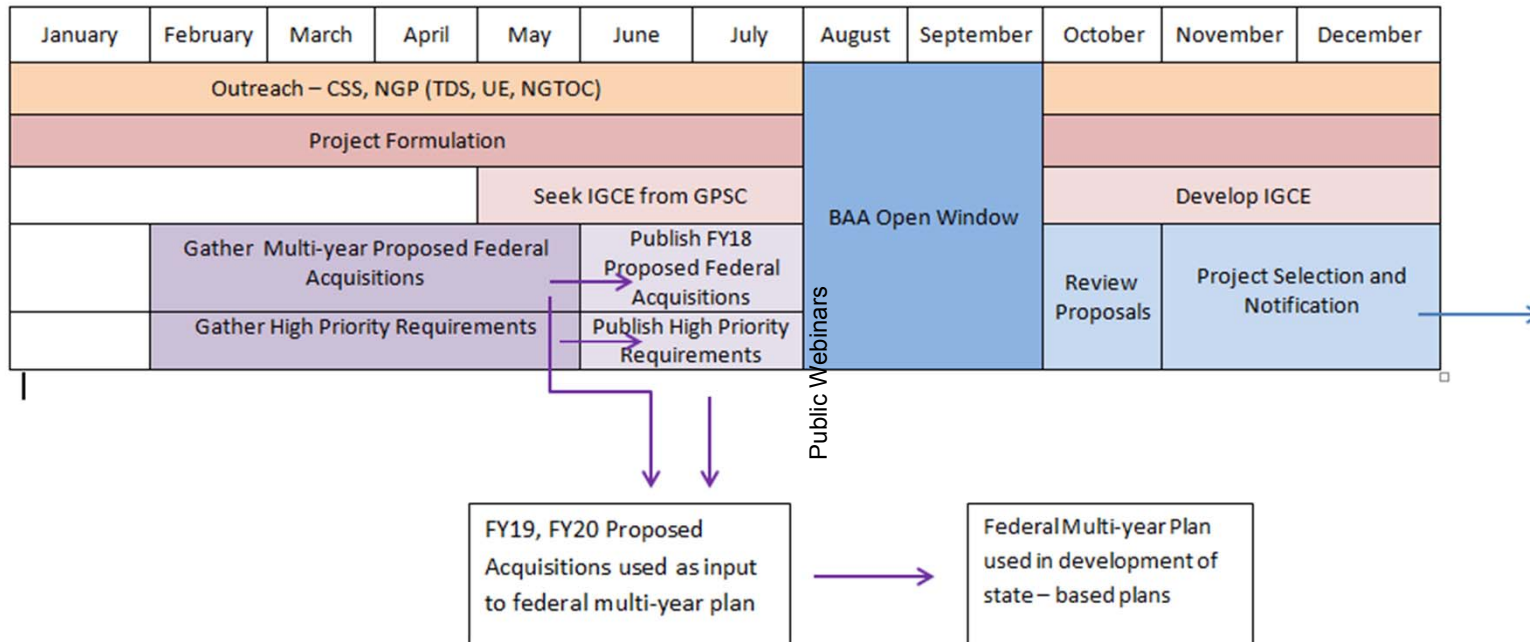 January February March April May June July August September October November December
Outreach – CSS, NGP (TDS, UE, NGTOC)
Project Formulation
Seek IGCE from GPSC
Develop IGCE
BAA Open Window
Gather Multi-year Proposed Federal
Acquisitions
Publish FY18
Proposed Federal
Acquisitions
Review
Proposals
Project Selection and
Notification
Gather High Priority Requirements
Publish High Priority
Requirements
Public Webinars
FY19, FY20 Proposed
Acquisitions used as input
to federal multi-year plan
Federal Multi-year Plan
used in development of
state – based plans